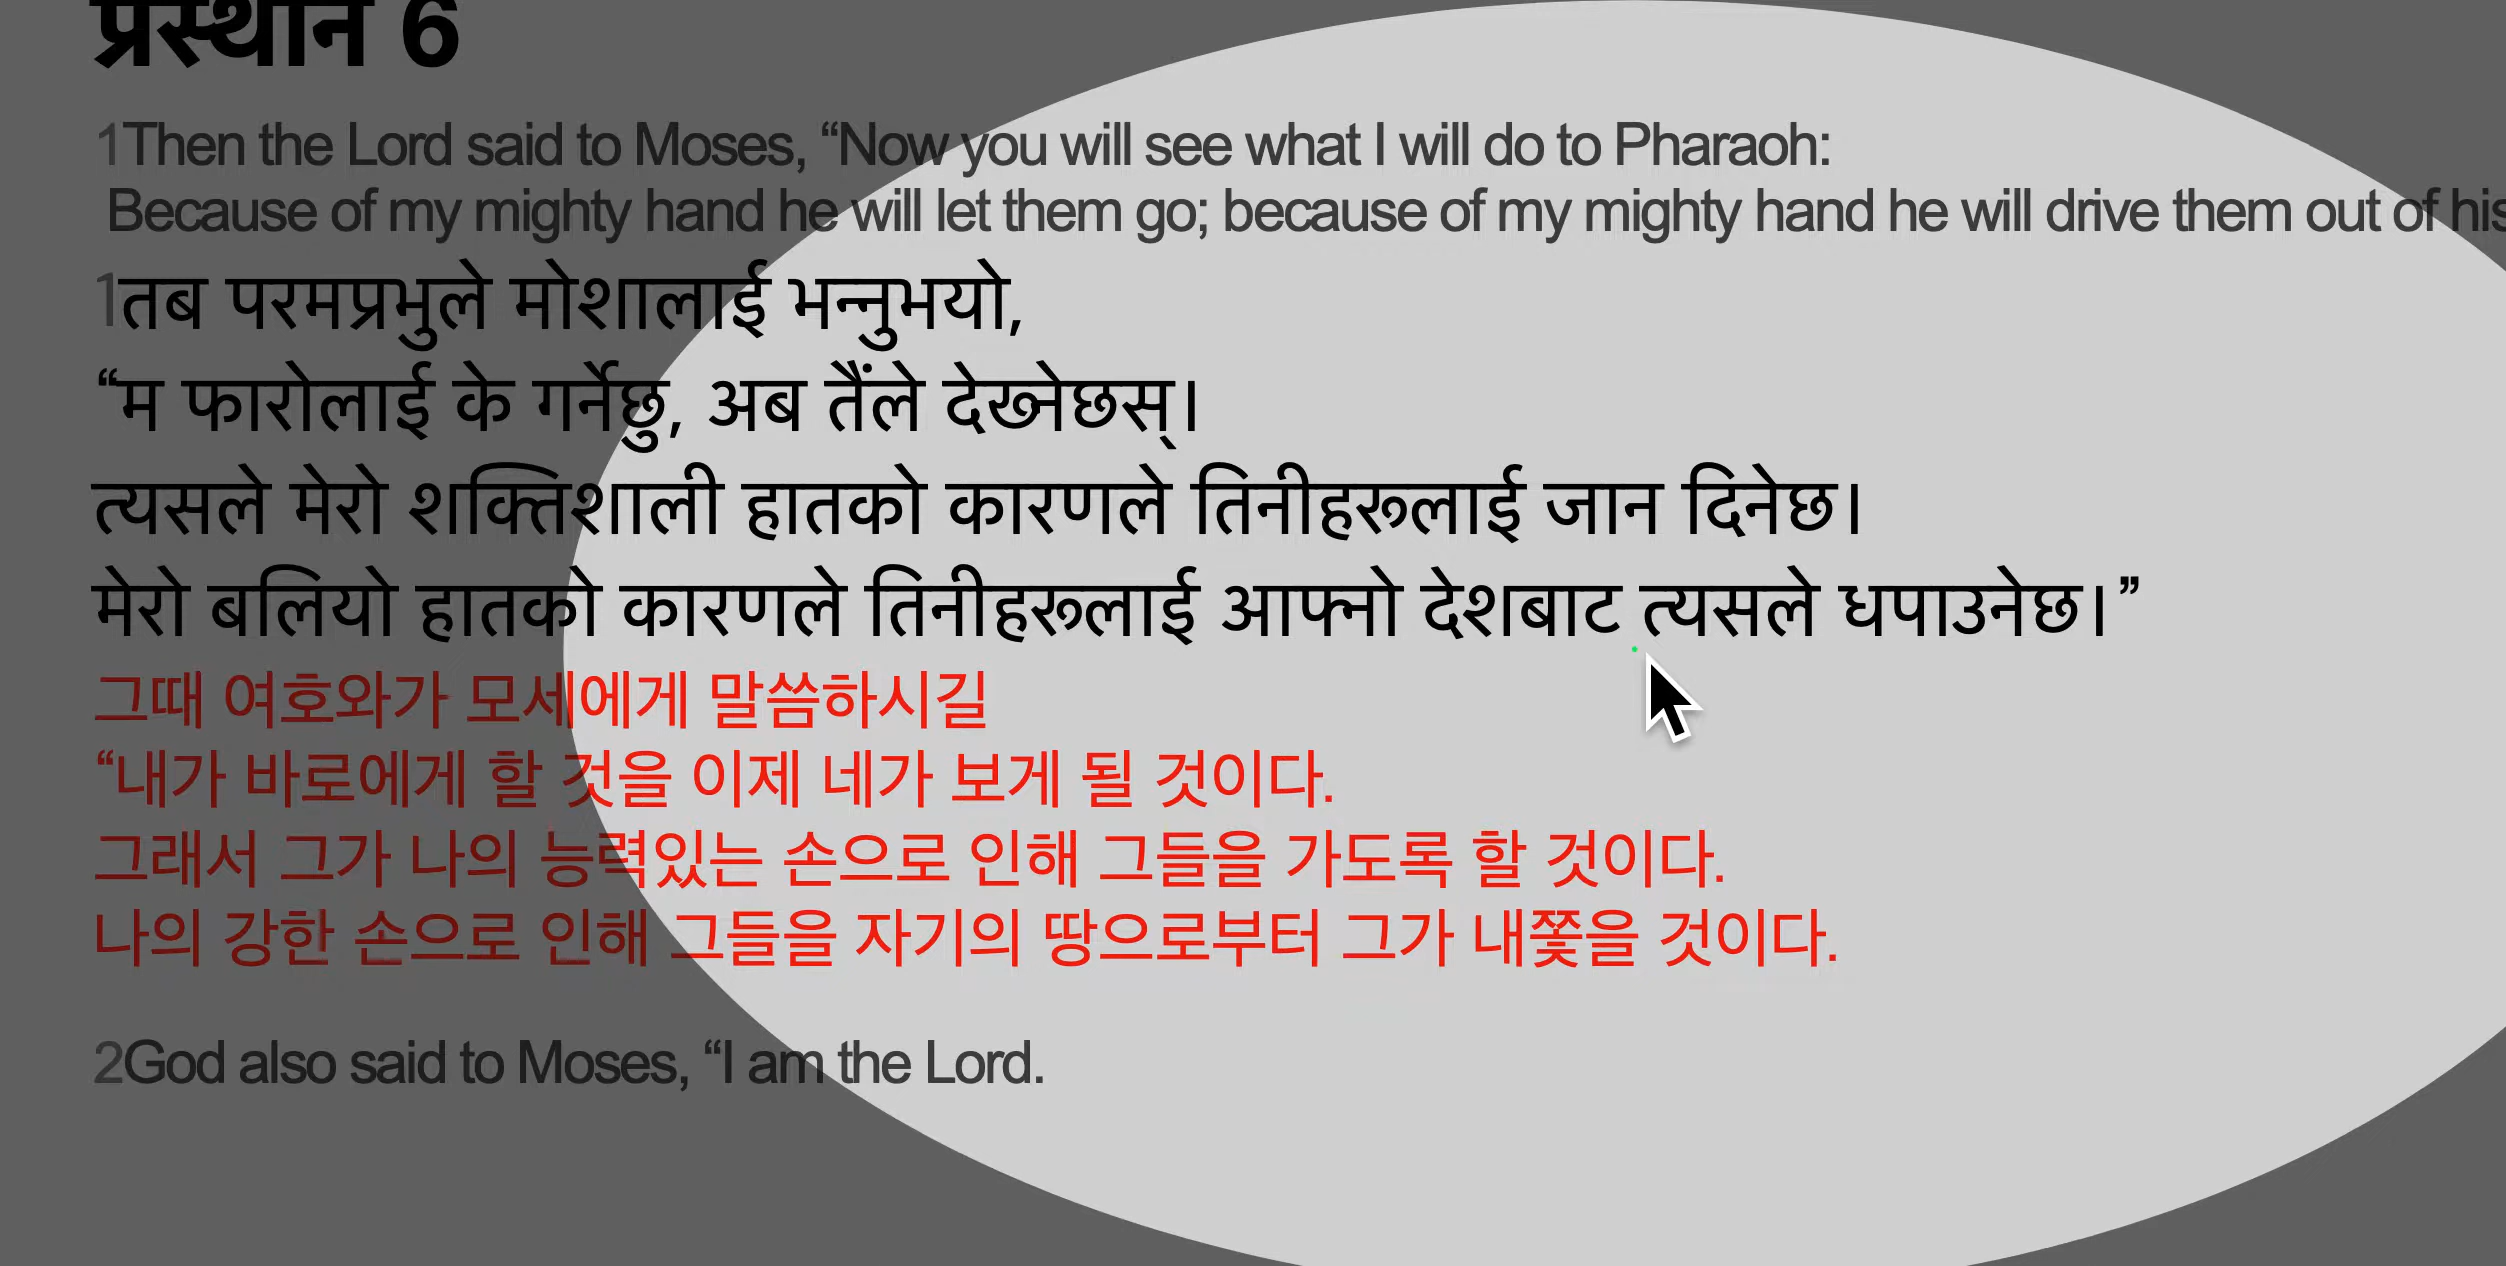 प्रस्थान 6
1Then the Lord said to Moses, “Now you will see what I will do to Pharaoh:
Because of my mighty hand he will let them go; because of my mighty hand he will drive them out of his
1तब परमप्रभुले मोशालाई भन्नुभयो,
“म फारोलाई के गर्नेछु, अब तैंले देख्नेछस्।
त्यसले मेरो शक्तिशाली हातको कारणले तिनीहरूलाई जान दिनेछ।
मेरो बलियो हातको कारणले तिनीहरूलाई आफ्नो देशबाट त्यसले धपाउनेछ।”
그때 여호와가 모세에게 말씀하시길
“내가 바로에게 할 것을 이제 네가 보게 될 것이다.
그래서 그가 나의 능력있는 손으로 인해 그들을 가도록 할 것이다.
나의 강한 손으로 인해 그들을 자기의 땅으로부터 그가 내쫓을 것이다.
2God also said to Moses, “I am the Lord.